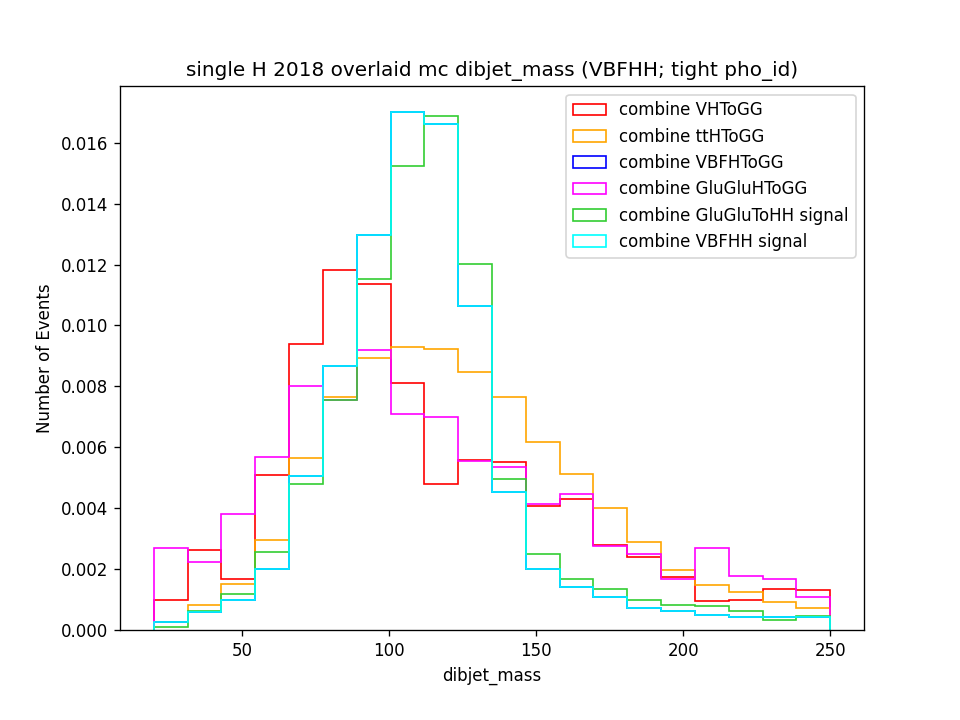 single H 2018 overlaid mc dibjet_mass (VBFHH; tight pho_id)
combine VHToGG
combine ttHToGG
combine VBFHToGG
combine GluGluHToGG
combine GluGluToHH signal
combine VBFHH signal
Number of Events
0.016
0.014
0.012
0.010
0.008
0.006
0.004
0.002
0.000
50
100
150
200
250
dibjet_mass